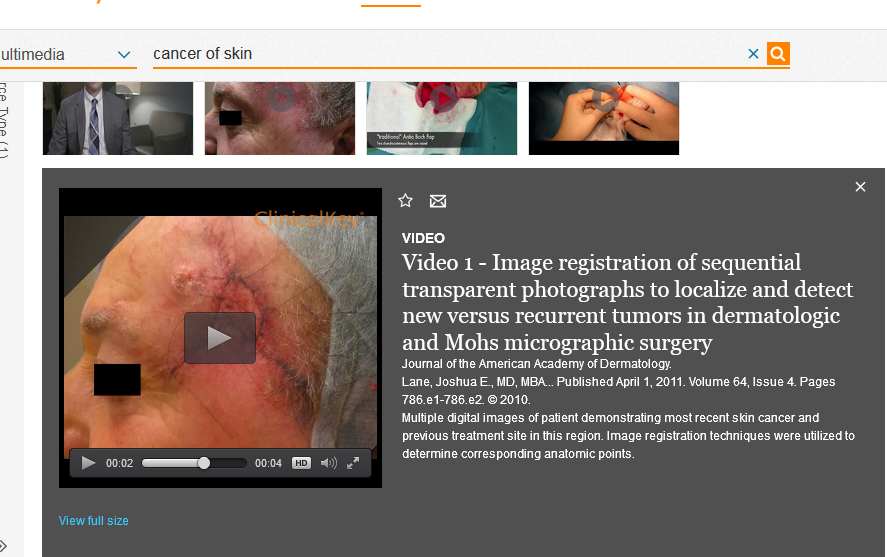 ultimedia
cancer of skin
rce Type (1)
"traditional" Antia Buch flap
ClinicalKey
VIDEO
Video 1 - Image registration of sequential
transparent photographs to localize and detect
new versus recurrent tumors in dermatologic
and Mohs micrographic surgery
Journal of the American Academy of Dermatology.
Lane, Joshua E., MD, MBA... Published April 1, 2011. Volume 64, Issue 4. Pages
786.e1-786.e2. © 2010.
Multiple digital images of patient demonstrating most recent skin cancer and
previous treatment site in this region. Image registration techniques were utilized to
determine corresponding anatomic points.
00:02
00:04
HD
View full size